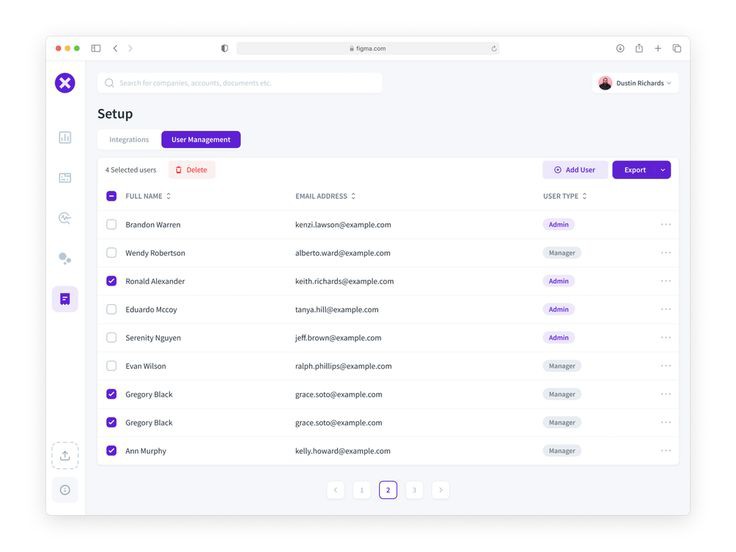 figma.com
Search for companies, accounts, documents etc.
Dustin Richards
Setup
Integrations
User Management
4 Selected users
Delete
Add User
Export
FULL NAME
EMAIL ADDRESS
USER TYPE
Brandon Warren kenzi.lawson@example.com Admin
Wendy Robertson alberto.ward@example.com Manager
Ronald Alexander keith.richards@example.com Admin
Eduardo Mccoy tanya.hill@example.com Admin
Serenity Nguyen jeff.brown@example.com Admin
Evan Wilson ralph.phillips@example.com Manager
Gregory Black grace.soto@example.com Manager
Gregory Black grace.soto@example.com Manager
Ann Murphy kelly.howard@example.com Manager
1 2 3